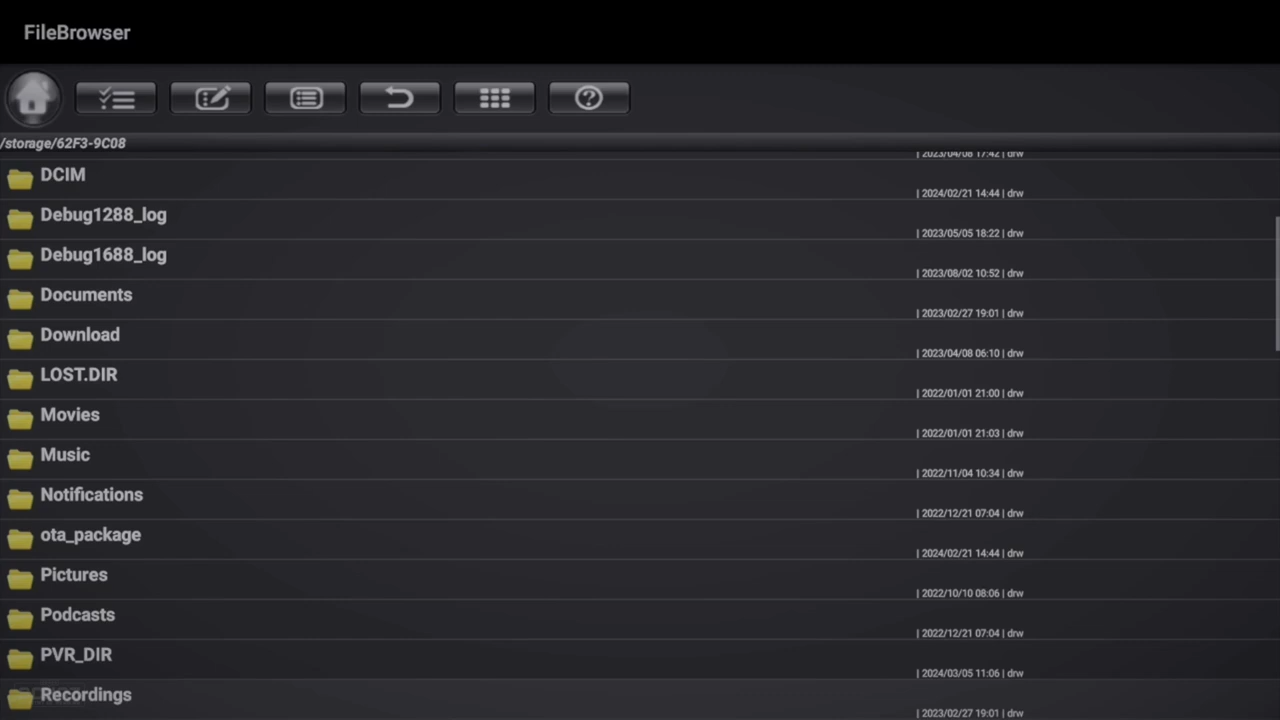 FileBrowser
/storage/62F3-9C08
| 2023/04/08 17:42 | drw
DCIM
| 2024/02/21 14:44 | drw
Debug1288_log
| 2023/05/05 18:22 | drw
Debug1688_log
| 2023/08/02 10:52 | drw
Documents
| 2023/02/27 19:01 | drw
Download
| 2023/04/08 06:10 | drw
LOST.DIR
| 2022/01/01 21:00 | drw
Movies
| 2022/01/01 21:03 | drw
Music
| 2022/11/04 10:34 | drw
Notifications
| 2022/12/21 07:04 | drw
ota_package
| 2024/02/21 14:44 | drw
Pictures
| 2022/10/10 08:06 | drw
Podcasts
| 2022/12/21 07:04 | drw
PVR_DIR
| 2024/03/05 11:06 | drw
Recordings
| 2023/02/27 19:01 | drw